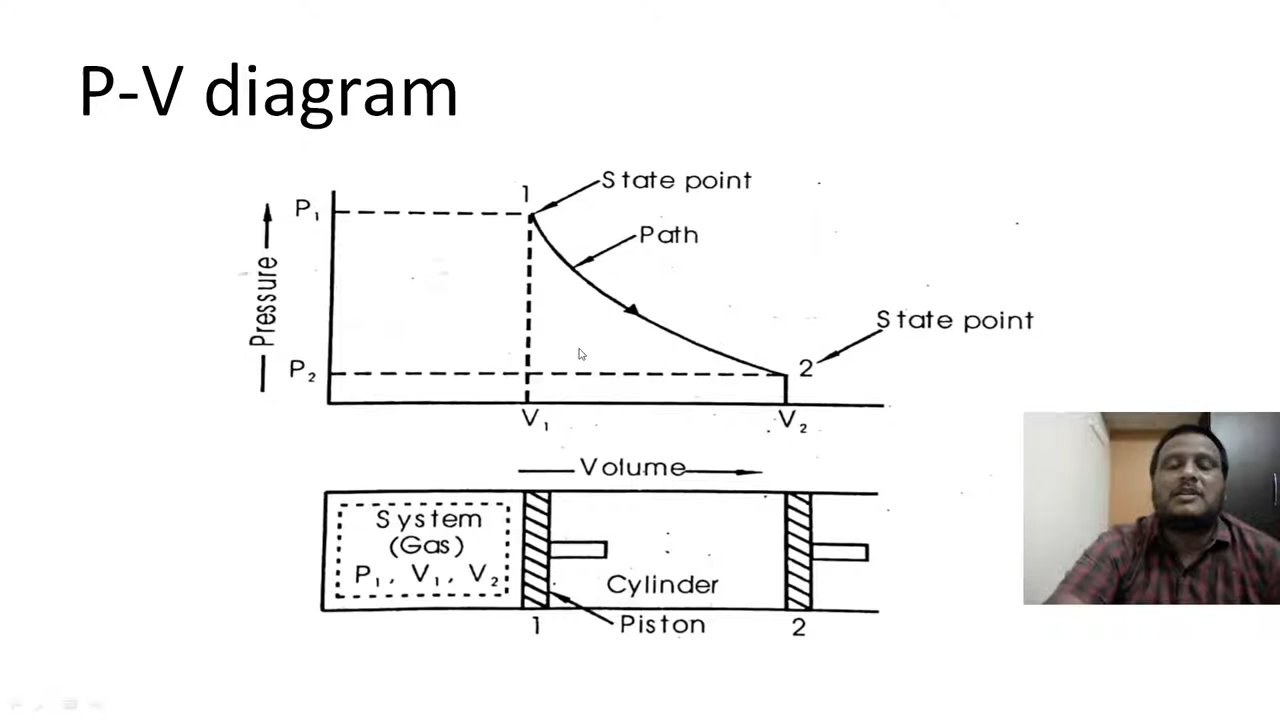 P-V diagram
1
State point
P₁
Path
Pressure
State point
P₂
2
V₁
V₂
Volume
System
(Gas)
P₁, V₁, V₂
Cylinder
Piston
1
2